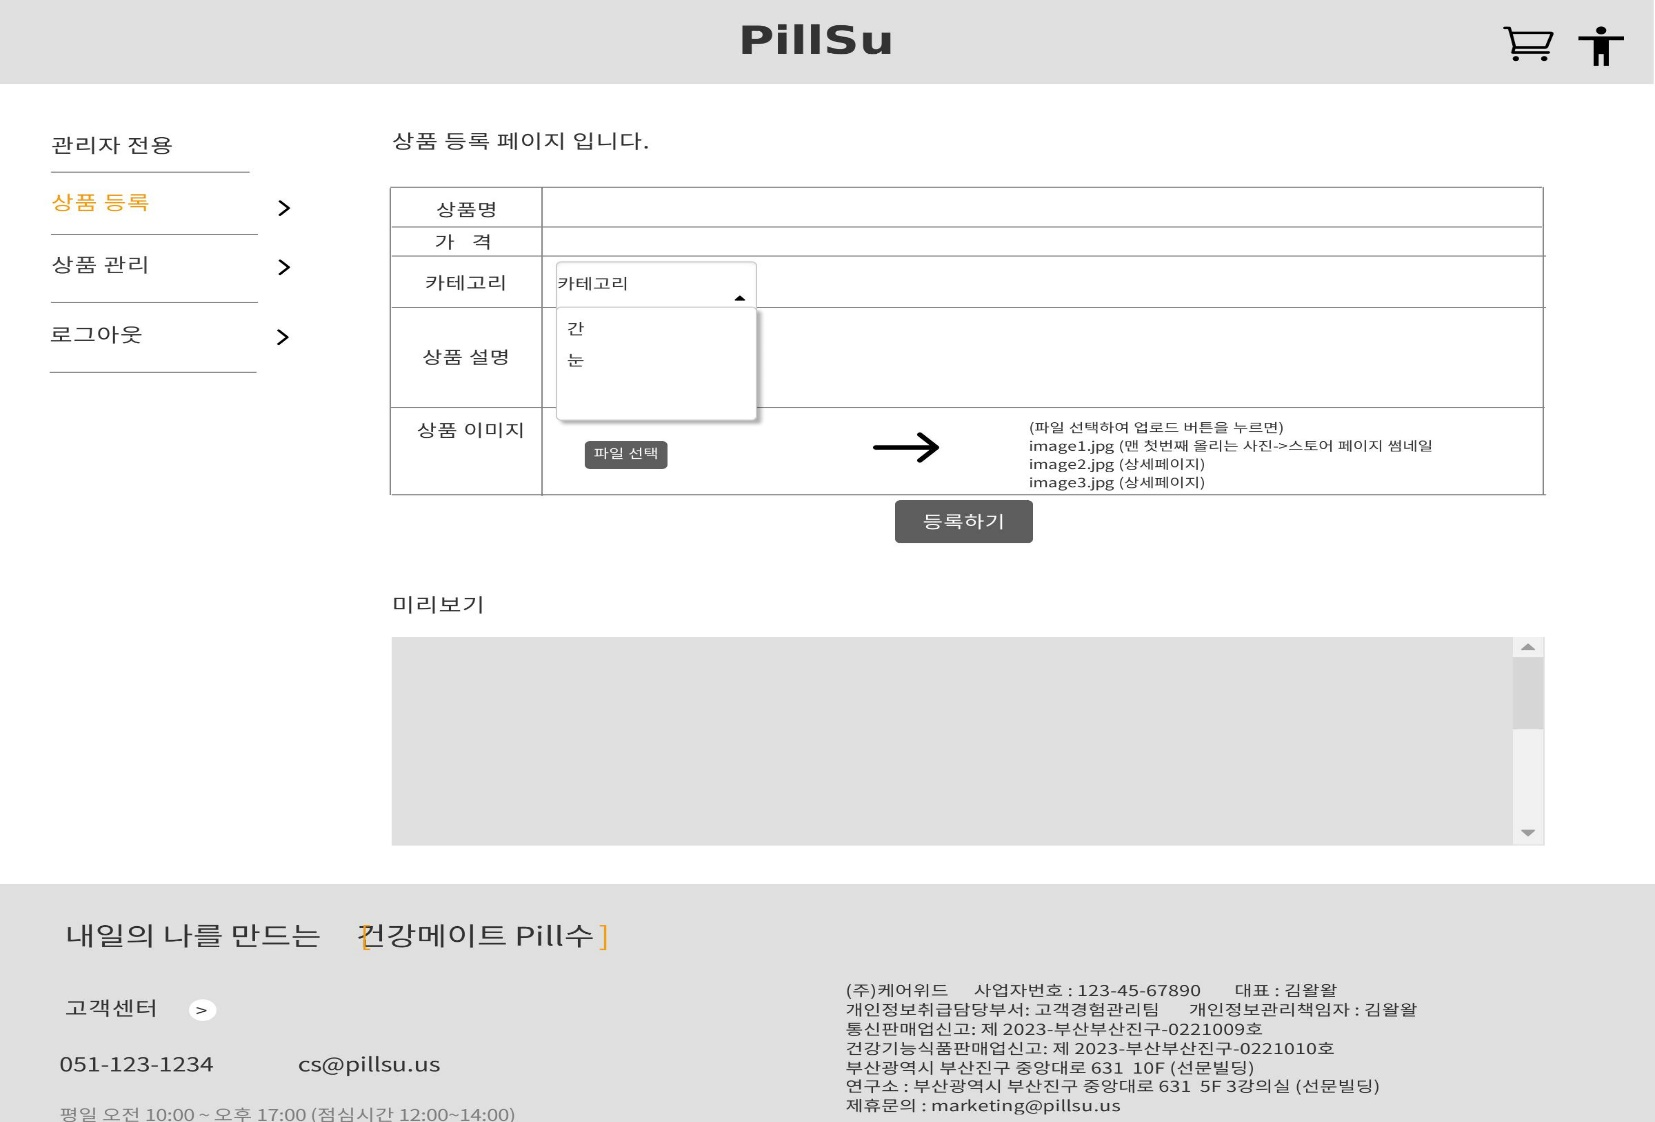 PillSu
관리자 전용
상품 등록
상품 관리
로그아웃
상품 등록 페이지 입니다.
상품명
가 격
카테고리
카테고리
간
눈
상품 설명
상품 이미지
파일 선택
(파일 선택하여 업로드 버튼을 누르면)
image1.jpg (맨 첫번째 올리는 사진->스토어 페이지 썸네일
image2.jpg (상세페이지)
image3.jpg (상세페이지)
등록하기
미리보기
내일의 나를 만드는 [건강메이트 Pill수]
고객센터 >
051-123-1234 cs@pillsu.us
평일 오전 10:00 ~ 오후 17:00 (점심시간 12:00~14:00)
(주)케어위드 사업자번호 : 123-45-67890 대표 : 김왈왈
개인정보취급담당부서: 고객경험관리팀 개인정보관리책임자 : 김왈왈
통신판매업신고: 제 2023-부산부산진구-0221009호
건강기능식품판매업신고: 제 2023-부산부산진구-0221010호
부산광역시 부산진구 중앙대로 631 10F (선문빌딩)
연구소 : 부산광역시 부산진구 중앙대로 631 5F 3강의실 (선문빌딩)
제휴문의 : marketing@pillsu.us